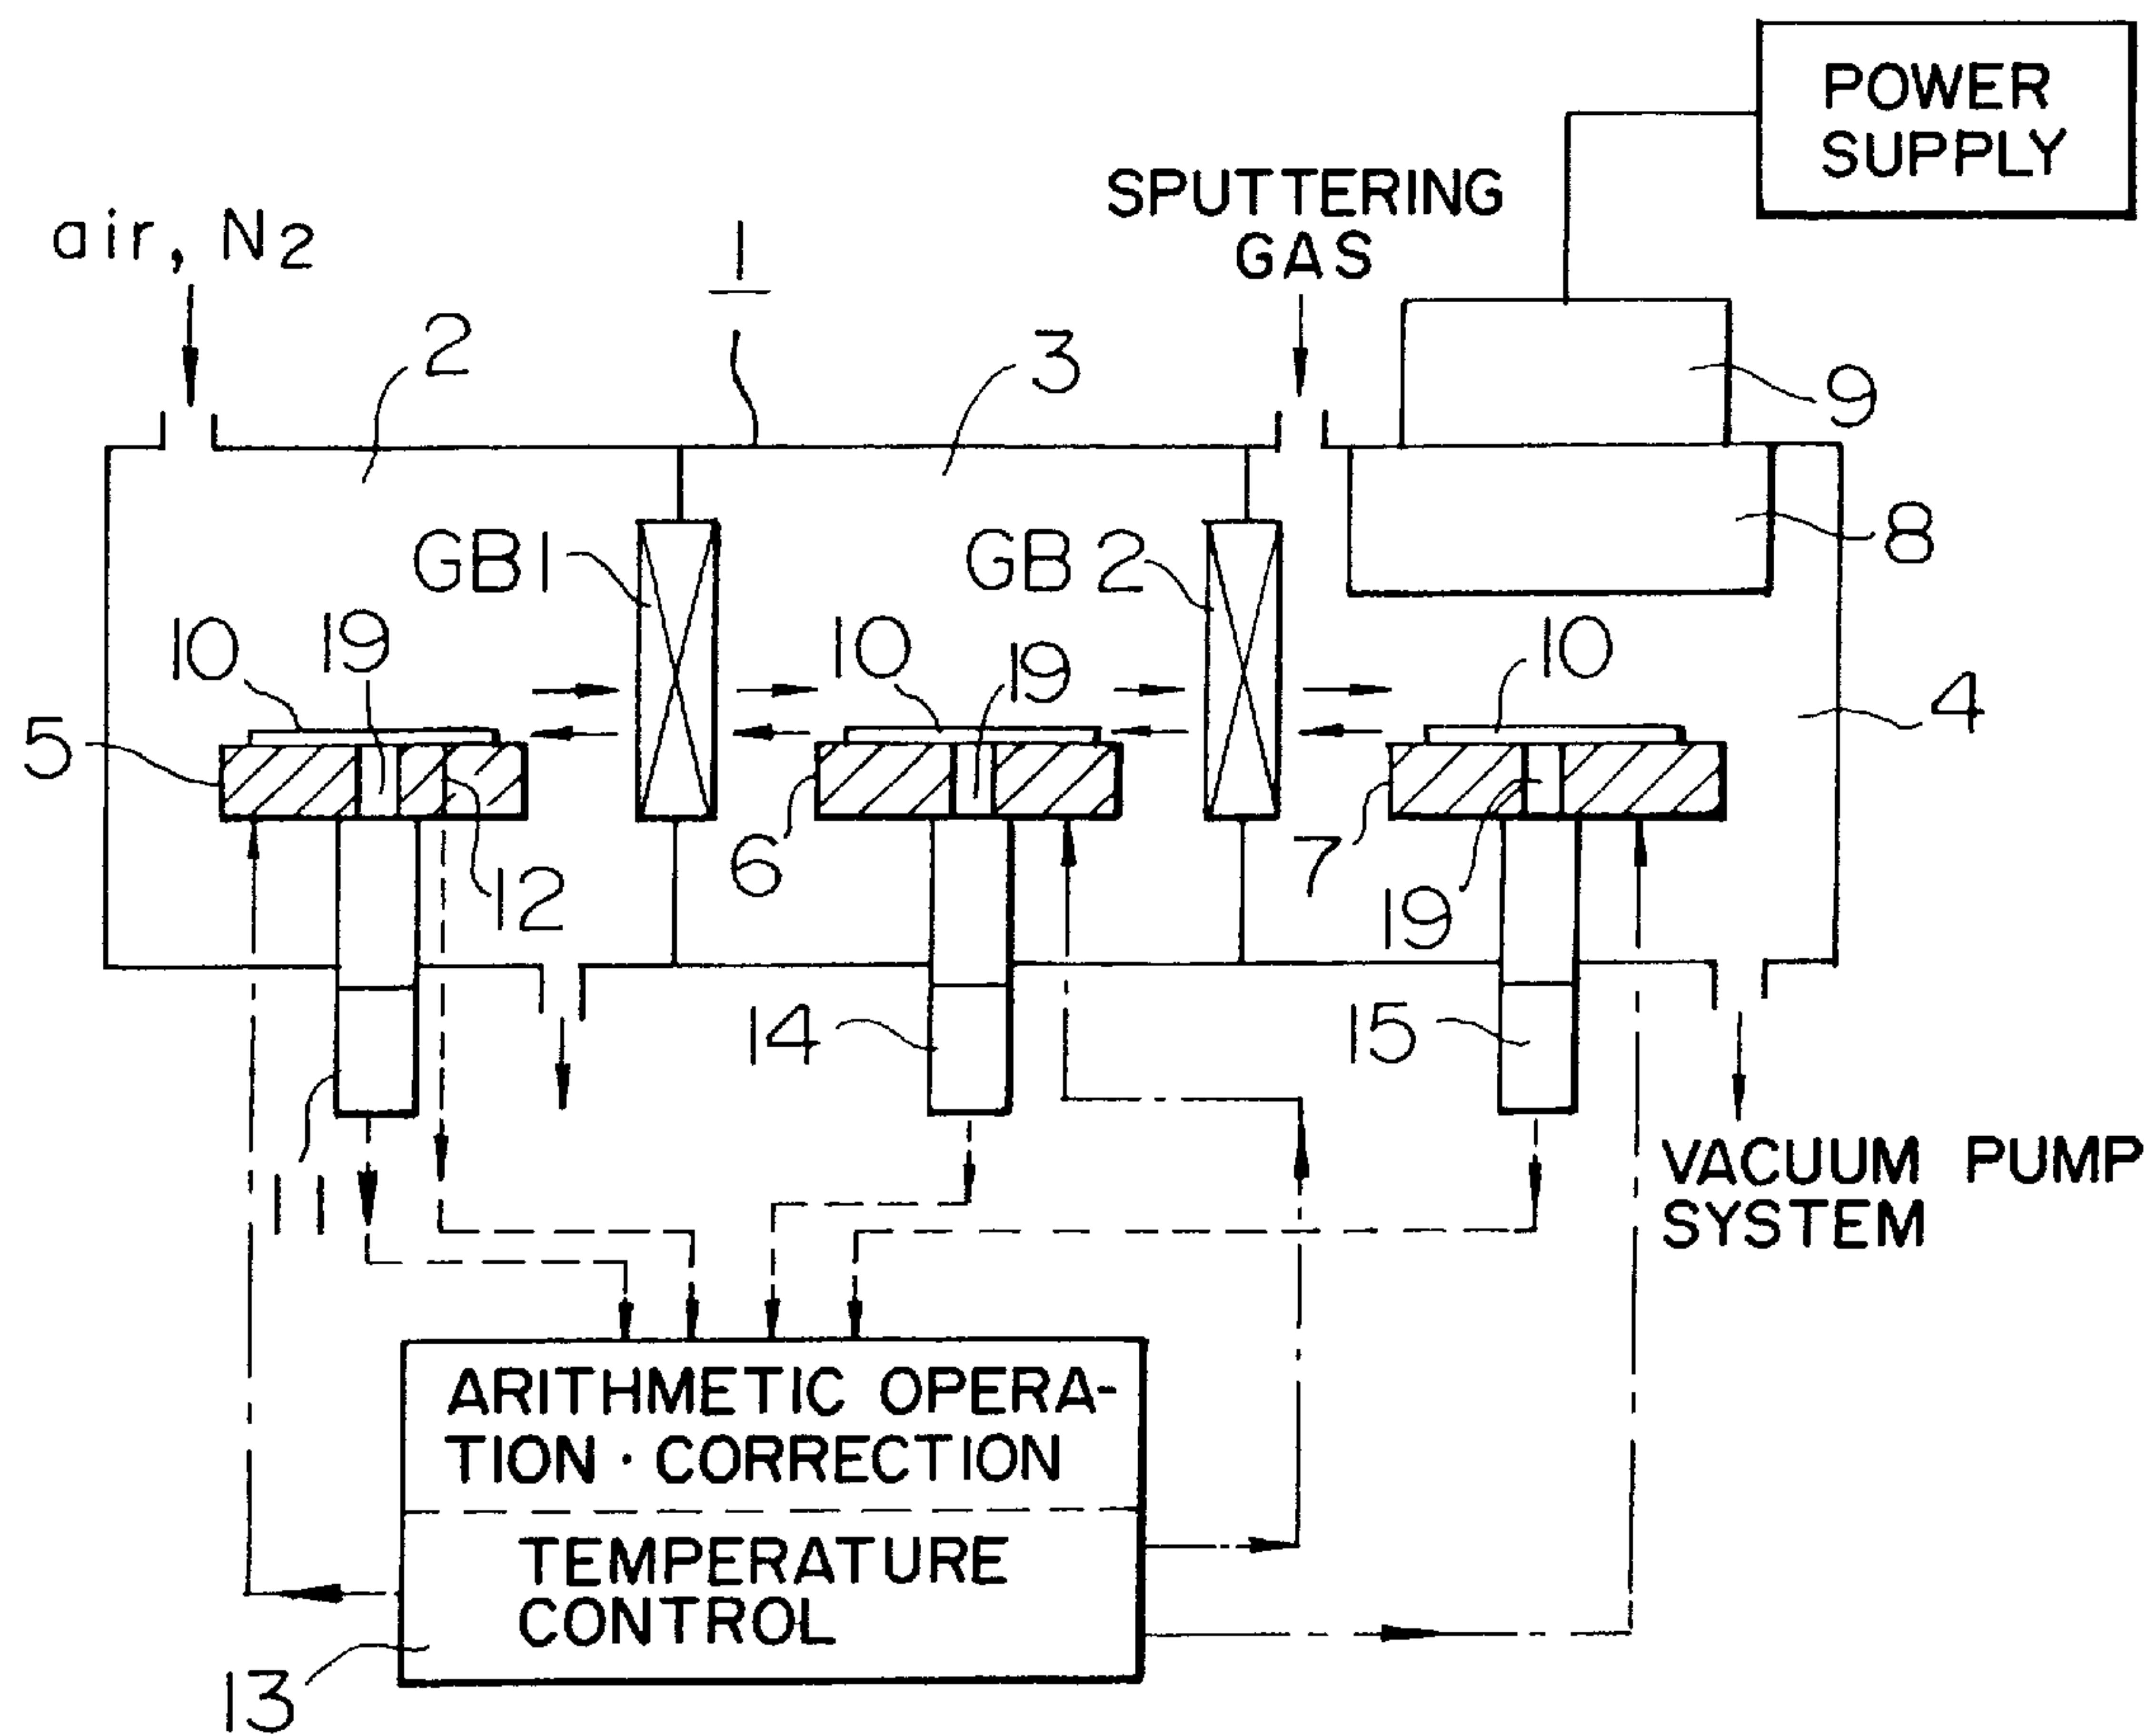 POWER
SUPPLY
SPUTTERING
GAS
air, N2
1
2
3
9
8
GB1
GB2
10
19
10
19
10
4
5
6
7
12
19
14
15
11
VACUUM PUMP
SYSTEM
ARITHMETIC OPERA-
TION · CORRECTION
TEMPERATURE
CONTROL
13